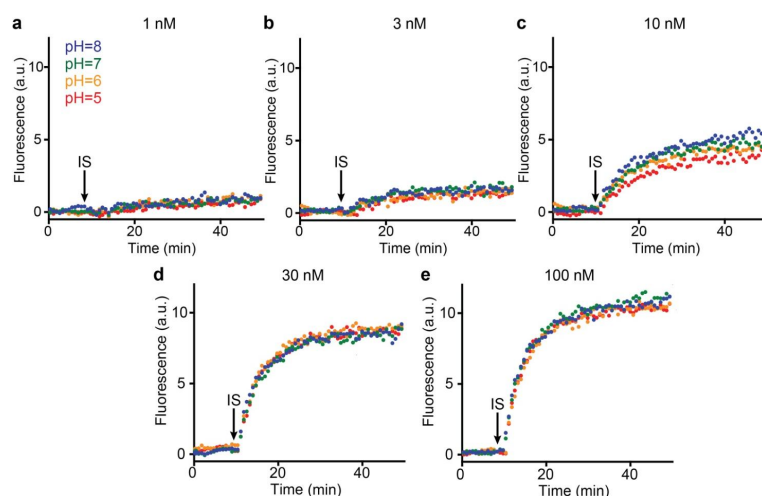 a 1 nM
Fluorescence (a.u.)
10
5
0
pH=8
pH=7
pH=6
pH=5
IS
0 20 40
Time (min)
b 3 nM
Fluorescence (a.u.)
10
5
0
IS
0 20 40
Time (min)
c 10 nM
Fluorescence (a.u.)
10
5
0
IS
0 20 40
Time (min)
d 30 nM
Fluorescence (a.u.)
10
5
0
IS
0 20 40
Time (min)
e 100 nM
Fluorescence (a.u.)
10
5
0
IS
0 20 40
Time (min)